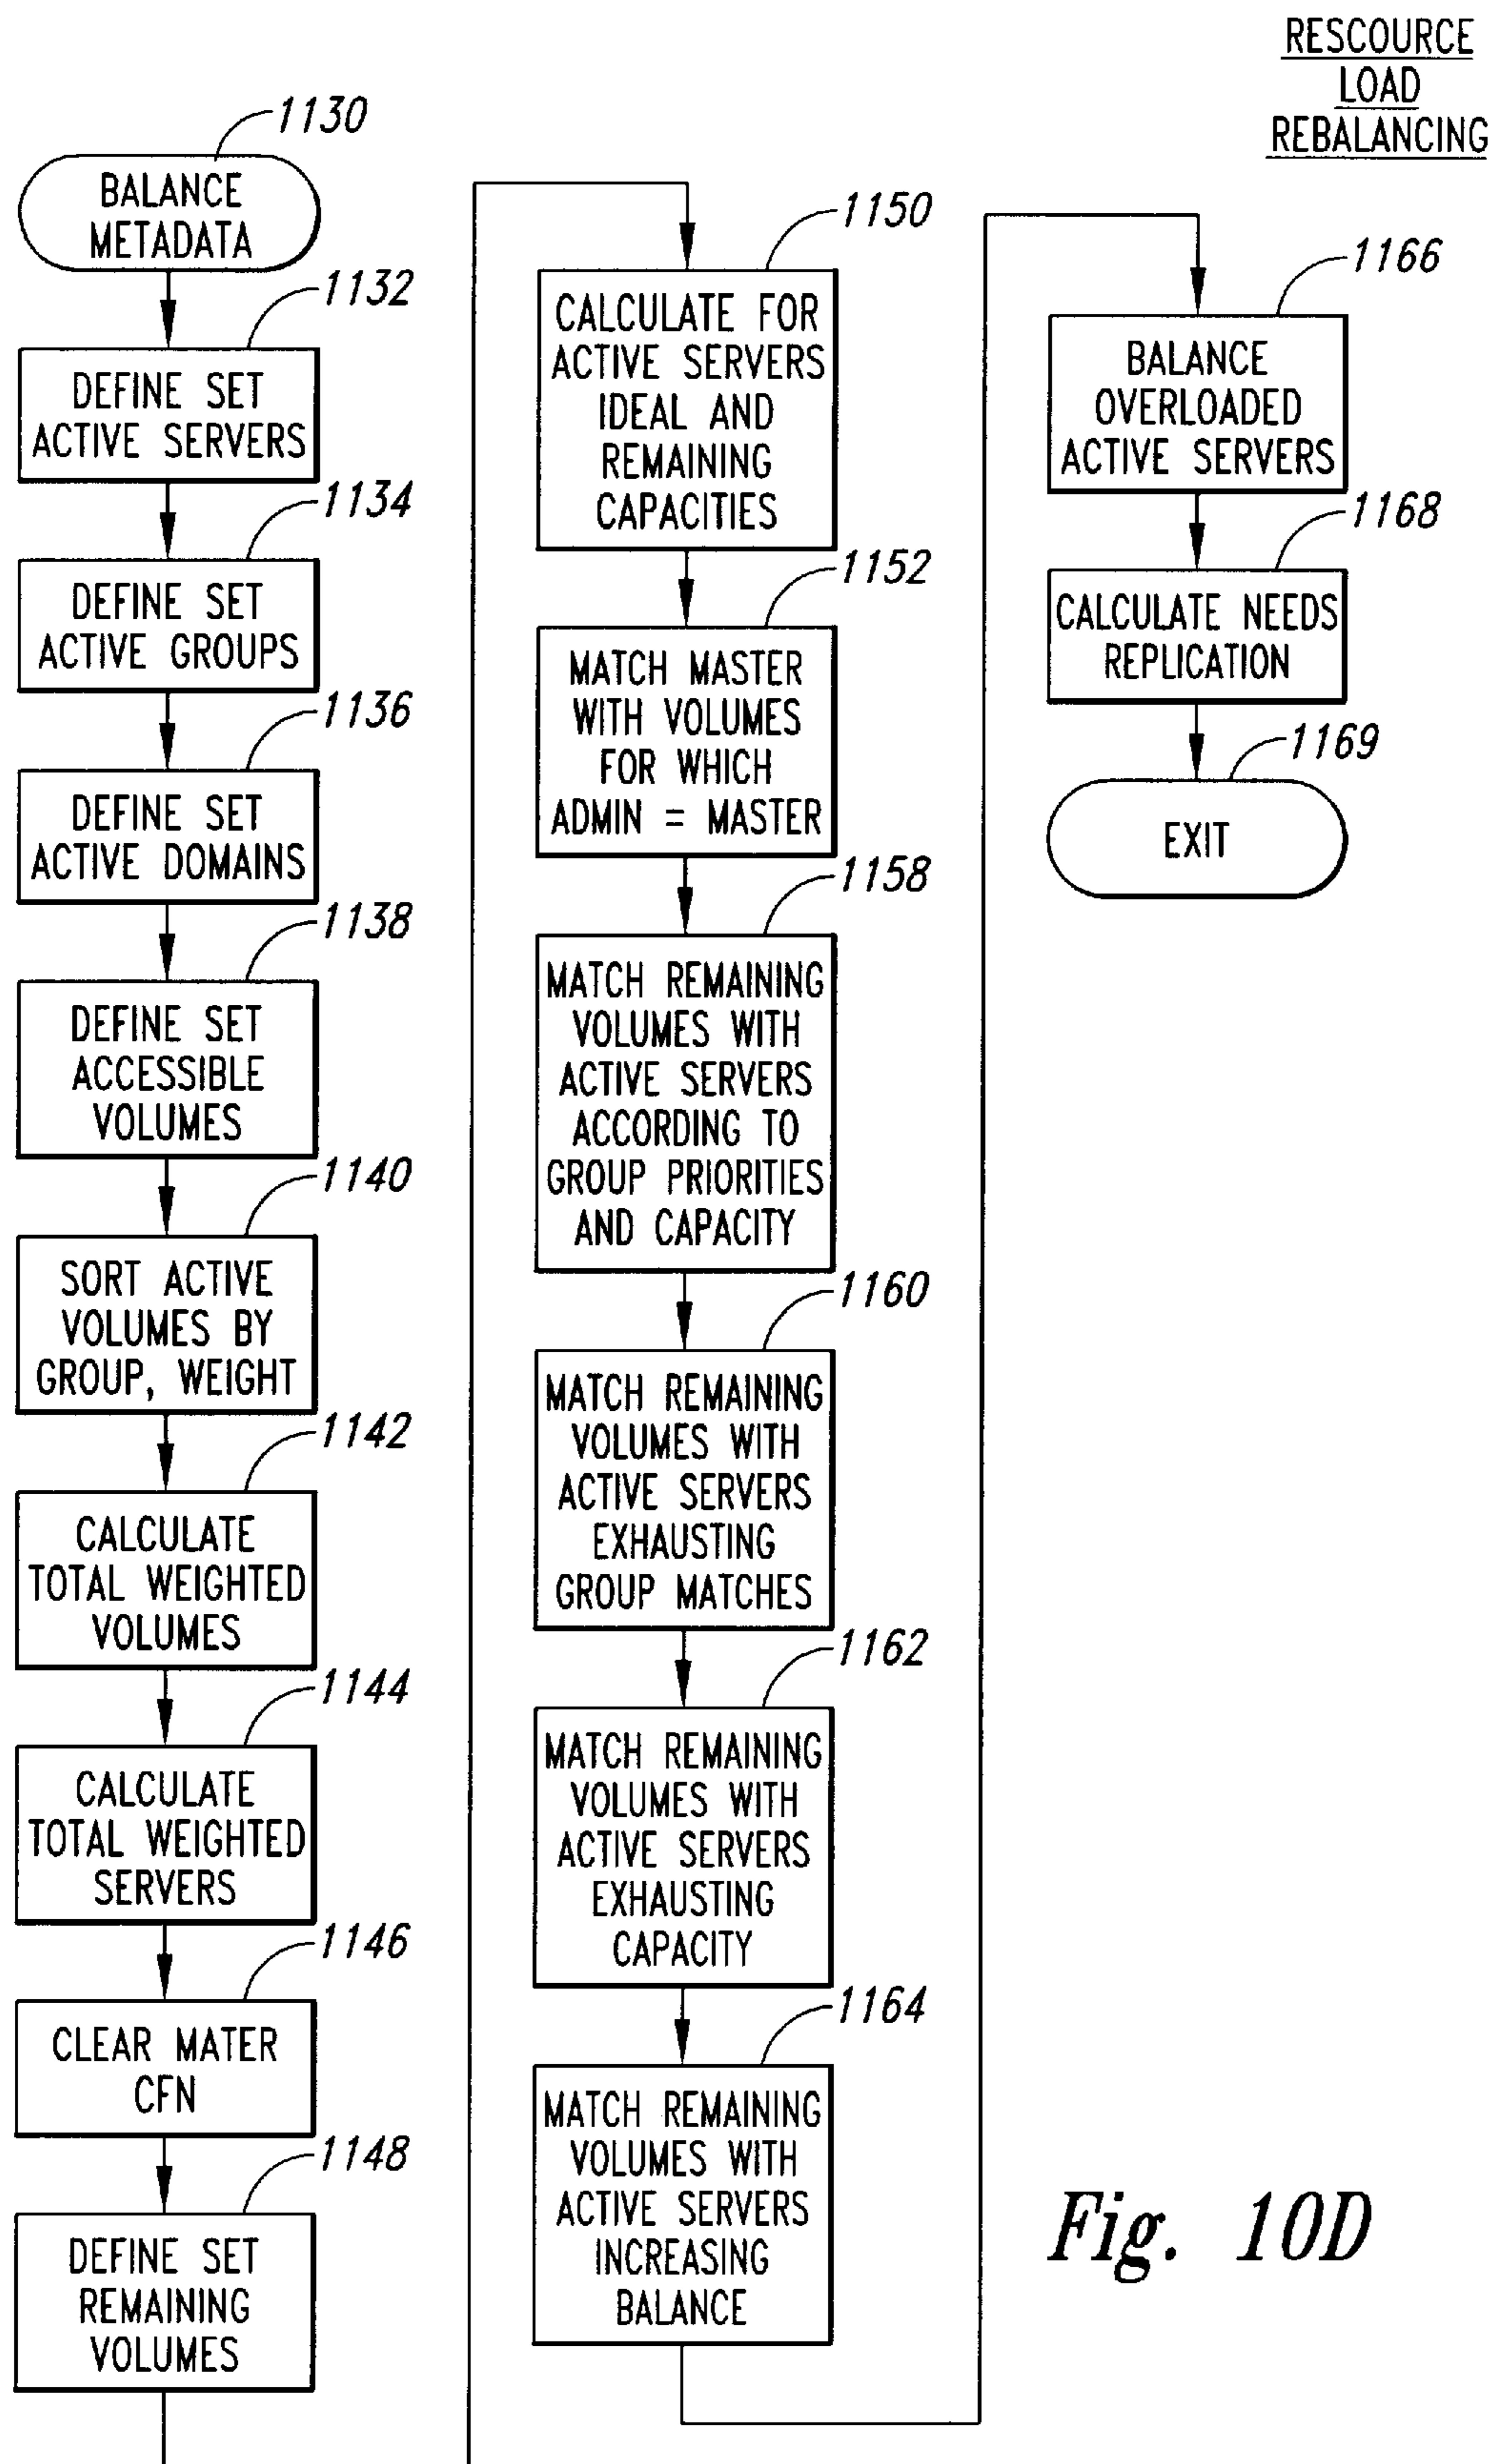 RESCOURCE
LOAD
REBALANCING
1130
BALANCE
METADATA
1132
DEFINE SET
ACTIVE SERVERS
1134
DEFINE SET
ACTIVE GROUPS
1136
DEFINE SET
ACTIVE DOMAINS
1138
DEFINE SET
ACCESSIBLE
VOLUMES
1140
SORT ACTIVE
VOLUMES BY
GROUP, WEIGHT
1142
CALCULATE
TOTAL WEIGHTED
VOLUMES
1144
CALCULATE
TOTAL WEIGHTED
SERVERS
1146
CLEAR MATER
CFN
1148
DEFINE SET
REMAINING
VOLUMES
1150
CALCULATE FOR
ACTIVE SERVERS
IDEAL AND
REMAINING
CAPACITIES
1152
MATCH MASTER
WITH VOLUMES
FOR WHICH
ADMIN = MASTER
1158
MATCH REMAINING
VOLUMES WITH
ACTIVE SERVERS
ACCORDING TO
GROUP PRIORITIES
AND CAPACITY
1160
MATCH REMAINING
VOLUMES WITH
ACTIVE SERVERS
EXHAUSTING
GROUP MATCHES
1162
MATCH REMAINING
VOLUMES WITH
ACTIVE SERVERS
EXHAUSTING
CAPACITY
1164
MATCH REMAINING
VOLUMES WITH
ACTIVE SERVERS
INCREASING
BALANCE
1166
BALANCE
OVERLOADED
ACTIVE SERVERS
1168
CALCULATE NEEDS
REPLICATION
1169
EXIT
Fig. 10D